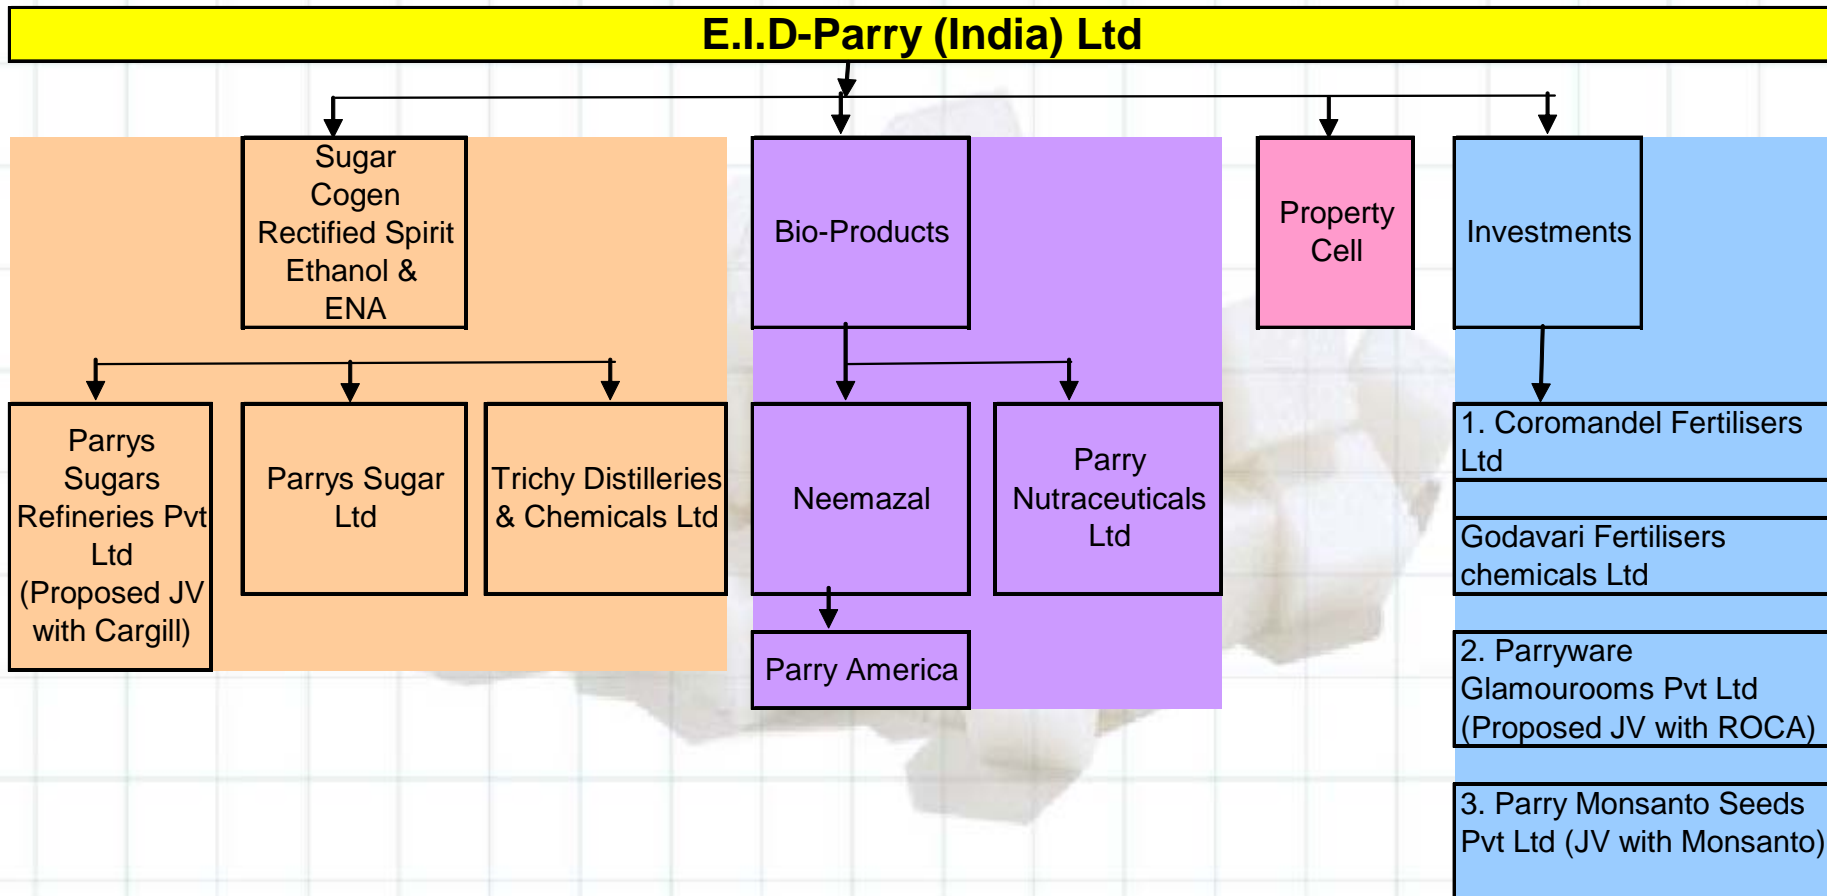 E.I.D-Parry (India) Ltd
Sugar
Cogen
Rectified Spirit
Ethanol &
ENA
Bio-Products
Property
Cell
Investments
Parrys
Sugars
Refineries Pvt
Ltd
(Proposed JV
with Cargill)
Parrys Sugar
Ltd
Trichy Distilleries
& Chemicals Ltd
Neemazal
Parry
Nutraceuticals
Ltd
Parry America
1. Coromandel Fertilisers
Ltd
Godavari Fertilisers
chemicals Ltd
2. Parryware
Glamourooms Pvt Ltd
(Proposed JV with ROCA)
3. Parry Monsanto Seeds
Pvt Ltd (JV with Monsanto)